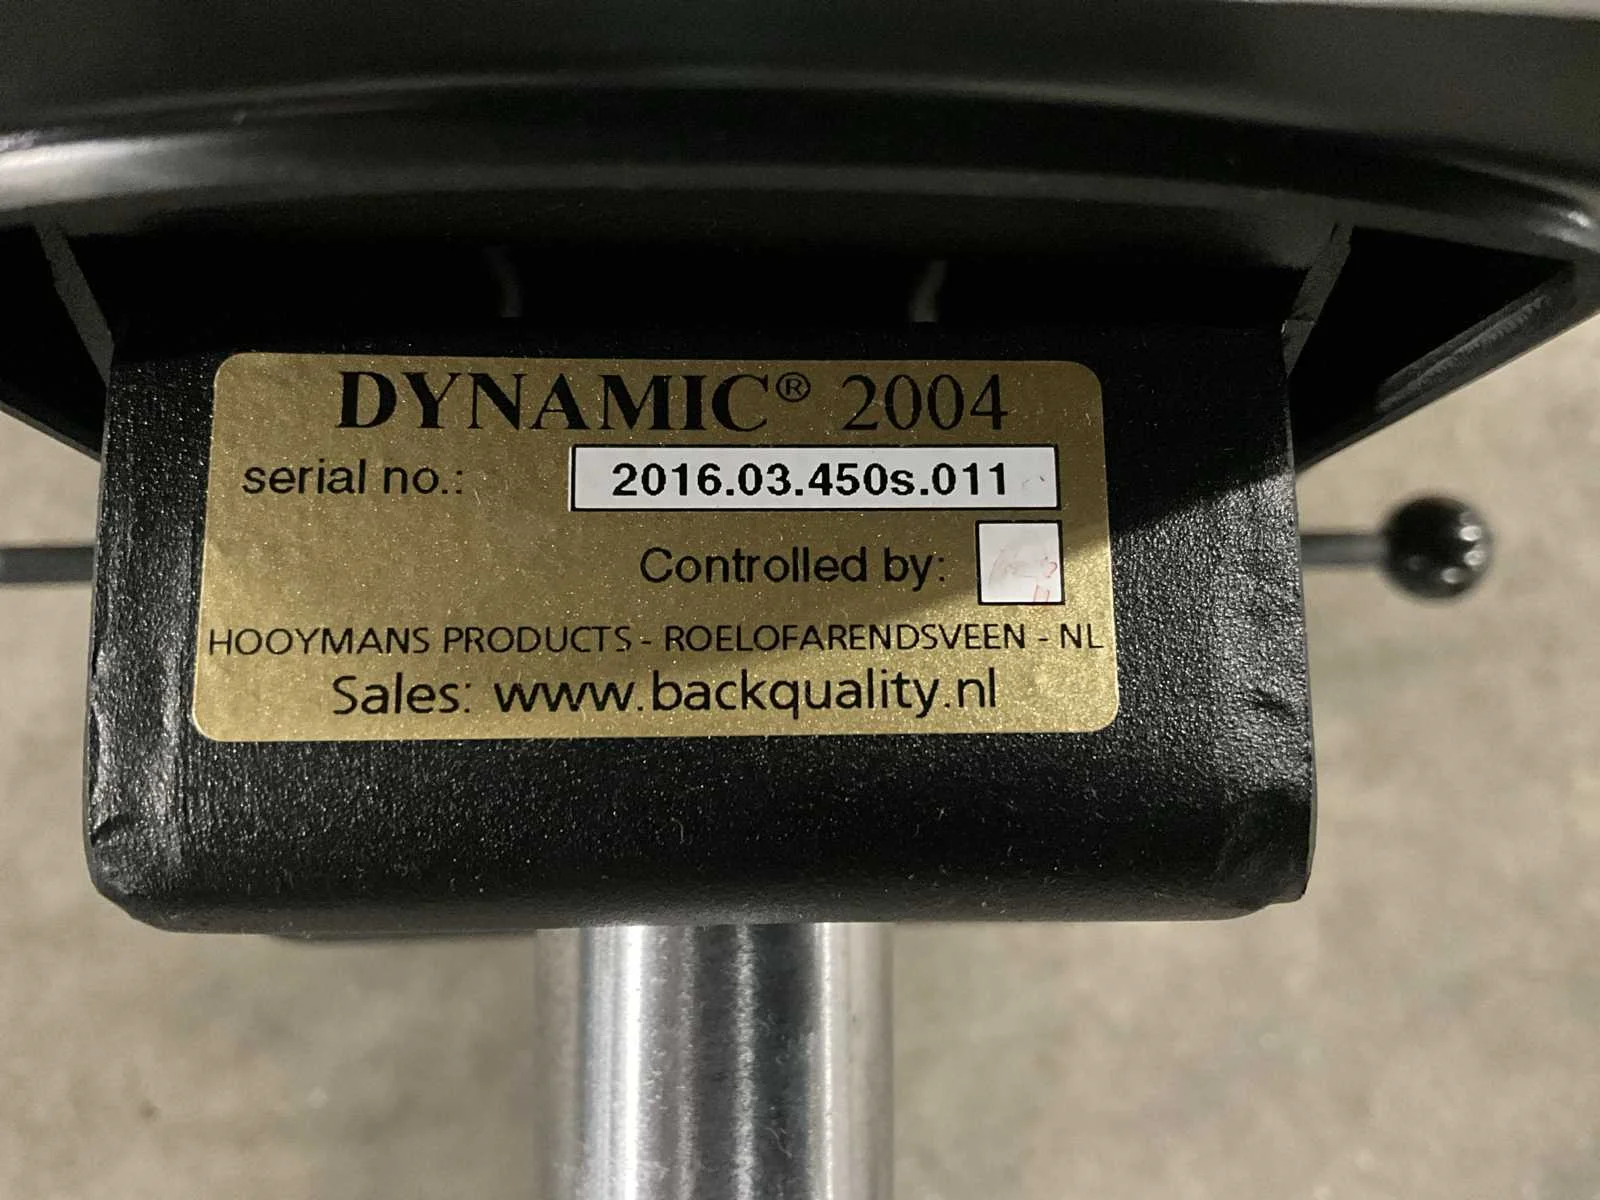 DYNAMIC® 2004
serial no.: 2016.03.450s.011
Controlled by:
HOOYMANS PRODUCTS - ROELOFARENDSVEEN - NL
Sales: www.backquality.nl